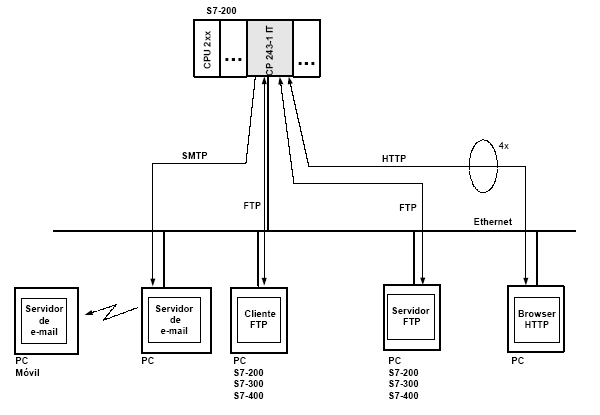 S7-200
CPU 2xx
...
CP 243-1 IT
...
SMTP
HTTP
4x
FTP
FTP
Ethernet
Servidor
de
e-mail
PC
Móvil
Servidor
de
e-mail
PC
Cliente
FTP
PC
S7-200
S7-300
S7-400
Servidor
FTP
PC
S7-200
S7-300
S7-400
Browser
HTTP
PC